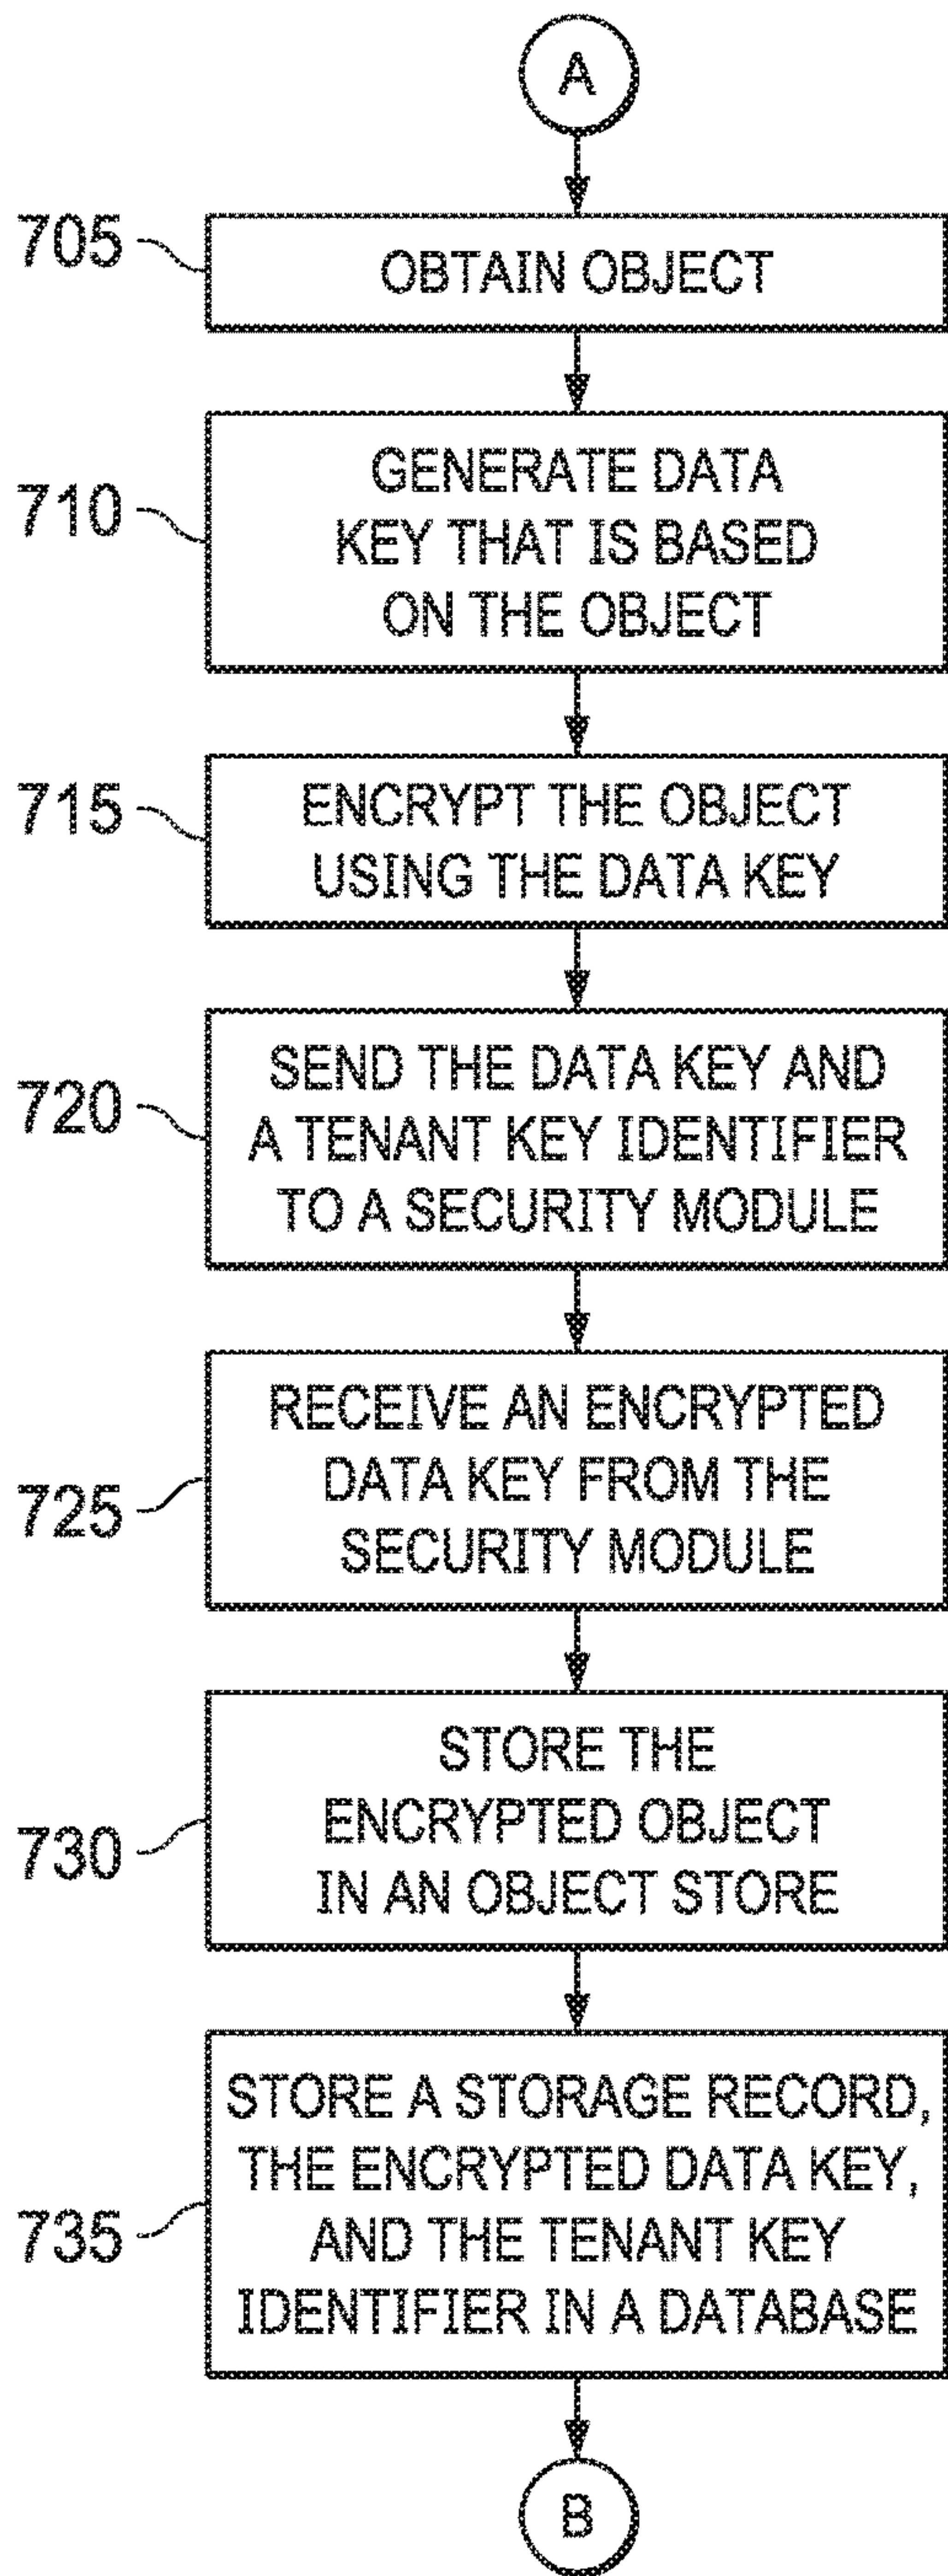 A
705
OBTAIN OBJECT
710
GENERATE DATA
KEY THAT IS BASED
ON THE OBJECT
715
ENCRYPT THE OBJECT
USING THE DATA KEY
720
SEND THE DATA KEY AND
A TENANT KEY IDENTIFIER
TO A SECURITY MODULE
725
RECEIVE AN ENCRYPTED
DATA KEY FROM THE
SECURITY MODULE
730
STORE THE
ENCRYPTED OBJECT
IN AN OBJECT STORE
735
STORE A STORAGE RECORD,
THE ENCRYPTED DATA KEY,
AND THE TENANT KEY
IDENTIFIER IN A DATABASE
B